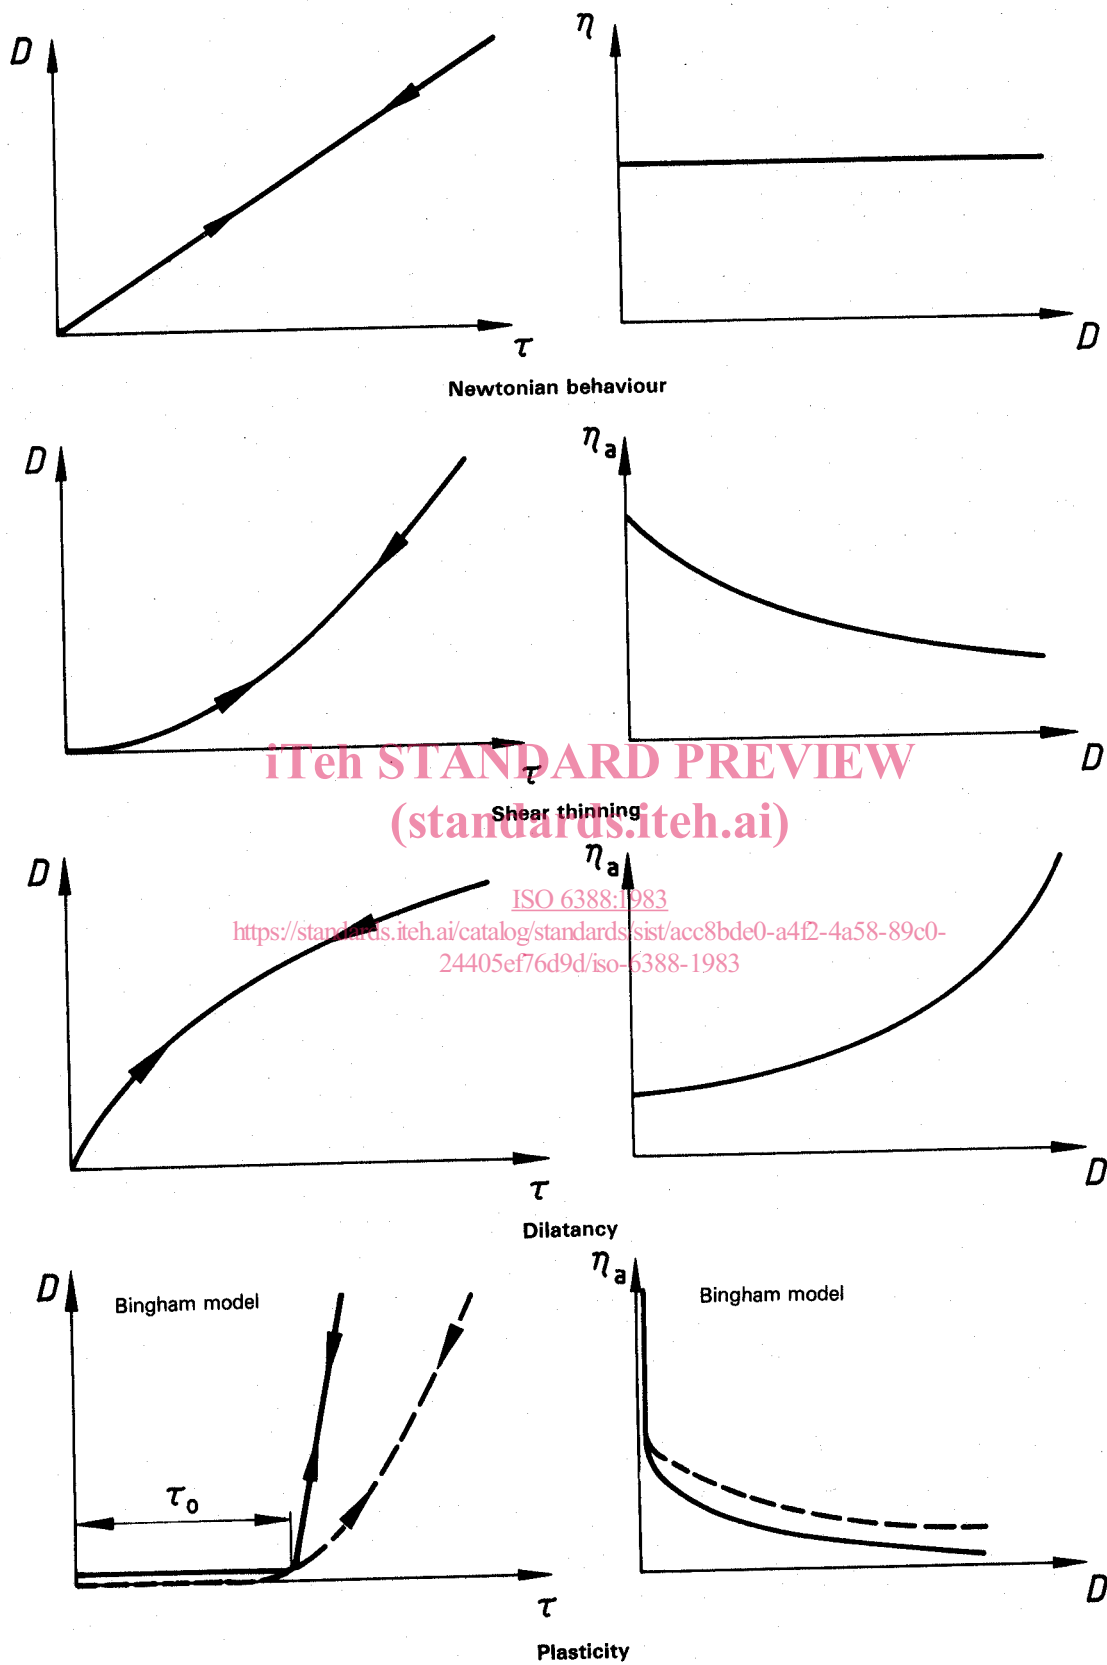 D
η
τ
D
Newtonian behaviour
D
ηa
τ
D
iTeh STANDARD PREVIEW
Shear thinning
(standards.iteh.ai)
D
ηa
ISO 6388:1983
https://standards.iteh.ai/catalog/standards/sist/acc8bde0-a4f2-4a58-89c0-
24405ef76d9d/iso-6388-1983
τ
D
Dilatancy
D
Bingham model
ηa
Bingham model
τ0
τ
D
Plasticity